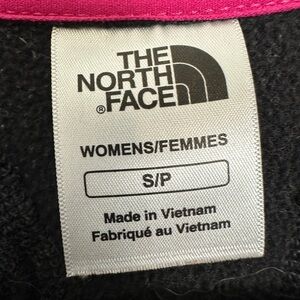 THE
NORTH
FACE
®
WOMENS/FEMMES
S/P
Made in Vietnam
Fabriqué au Vietnam